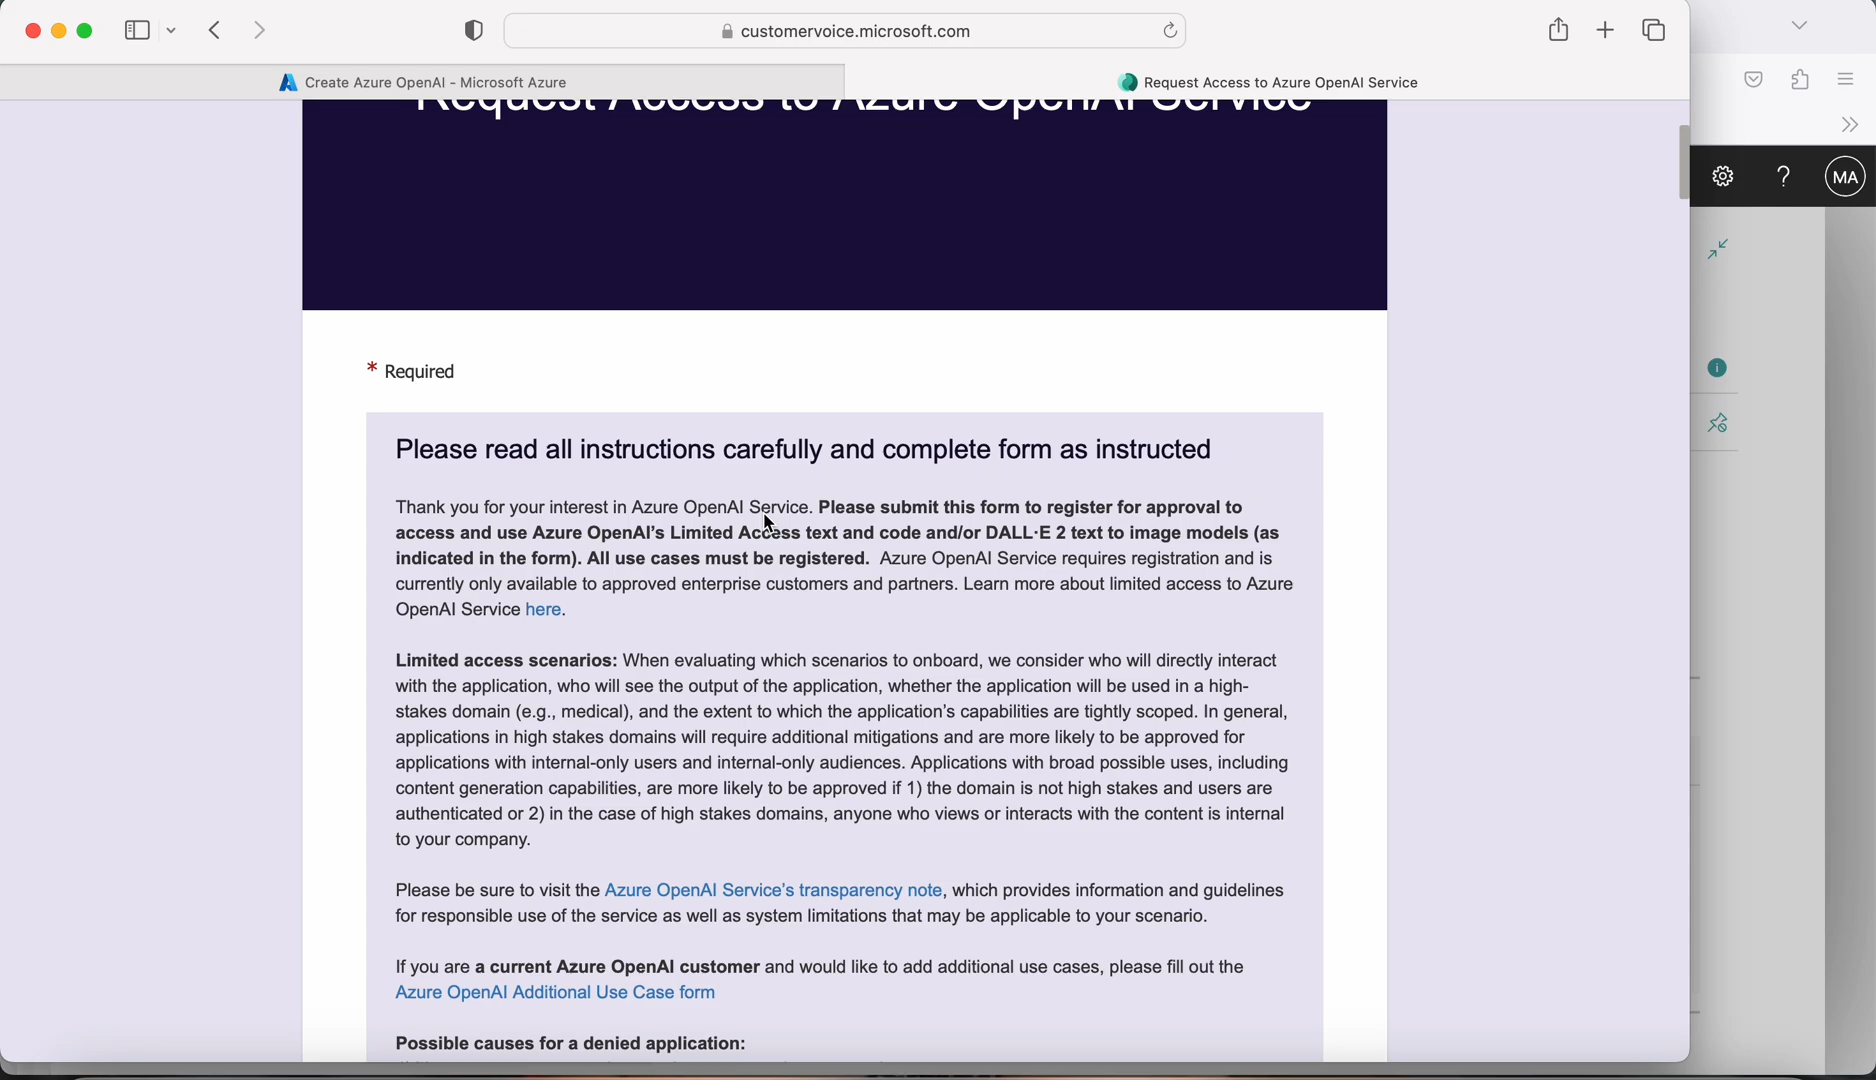 customervoice.microsoft.com
Create Azure OpenAI - Microsoft Azure
Request Access to Azure OpenAI Service
Request Access to Azure OpenAI Service
MA
* Required
Please read all instructions carefully and complete form as instructed
Thank you for your interest in Azure OpenAI Service. Please submit this form to register for approval to
access and use Azure OpenAI’s Limited Access text and code and/or DALL·E 2 text to image models (as
indicated in the form). All use cases must be registered. Azure OpenAI Service requires registration and is
currently only available to approved enterprise customers and partners. Learn more about limited access to Azure
OpenAI Service here.
Limited access scenarios: When evaluating which scenarios to onboard, we consider who will directly interact
with the application, who will see the output of the application, whether the application will be used in a high-
stakes domain (e.g., medical), and the extent to which the application’s capabilities are tightly scoped. In general,
applications in high stakes domains will require additional mitigations and are more likely to be approved for
applications with internal-only users and internal-only audiences. Applications with broad possible uses, including
content generation capabilities, are more likely to be approved if 1) the domain is not high stakes and users are
authenticated or 2) in the case of high stakes domains, anyone who views or interacts with the content is internal
to your company.
Please be sure to visit the Azure OpenAI Service’s transparency note, which provides information and guidelines
for responsible use of the service as well as system limitations that may be applicable to your scenario.
If you are a current Azure OpenAI customer and would like to add additional use cases, please fill out the
Azure OpenAI Additional Use Case form
Possible causes for a denied application: